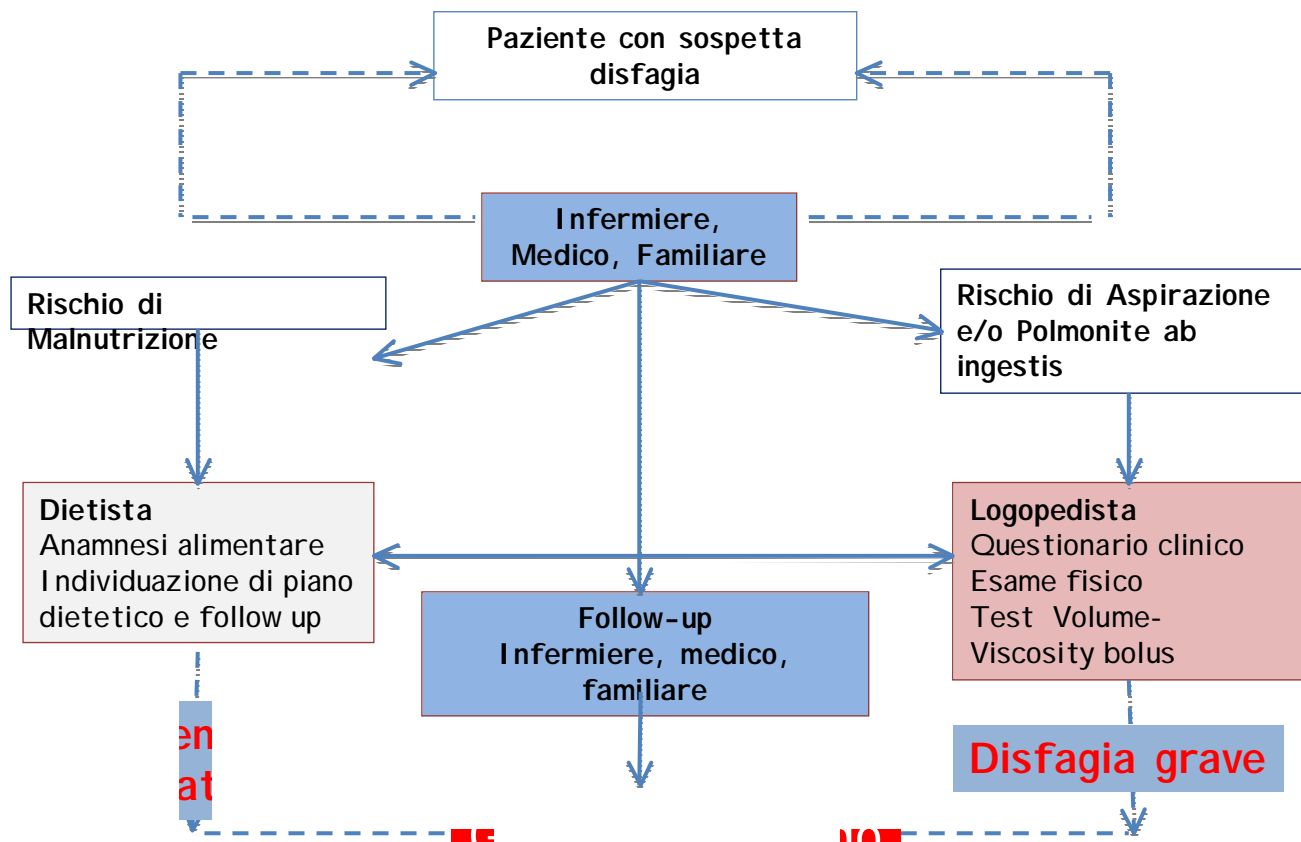 Paziente con sospetta
disfagia
Infermiere,
Medico, Familiare
Rischio di
Malnutrizione
Rischio di Aspirazione
e/o Polmonite ab
ingestis
Dietista
Anamnesi alimentare
Individuazione di piano
dietetico e follow up
Follow-up
Infermiere, medico,
familiare
Logopedista
Questionario clinico
Esame fisico
Test Volume-
Viscosity bolus
Disfagia grave